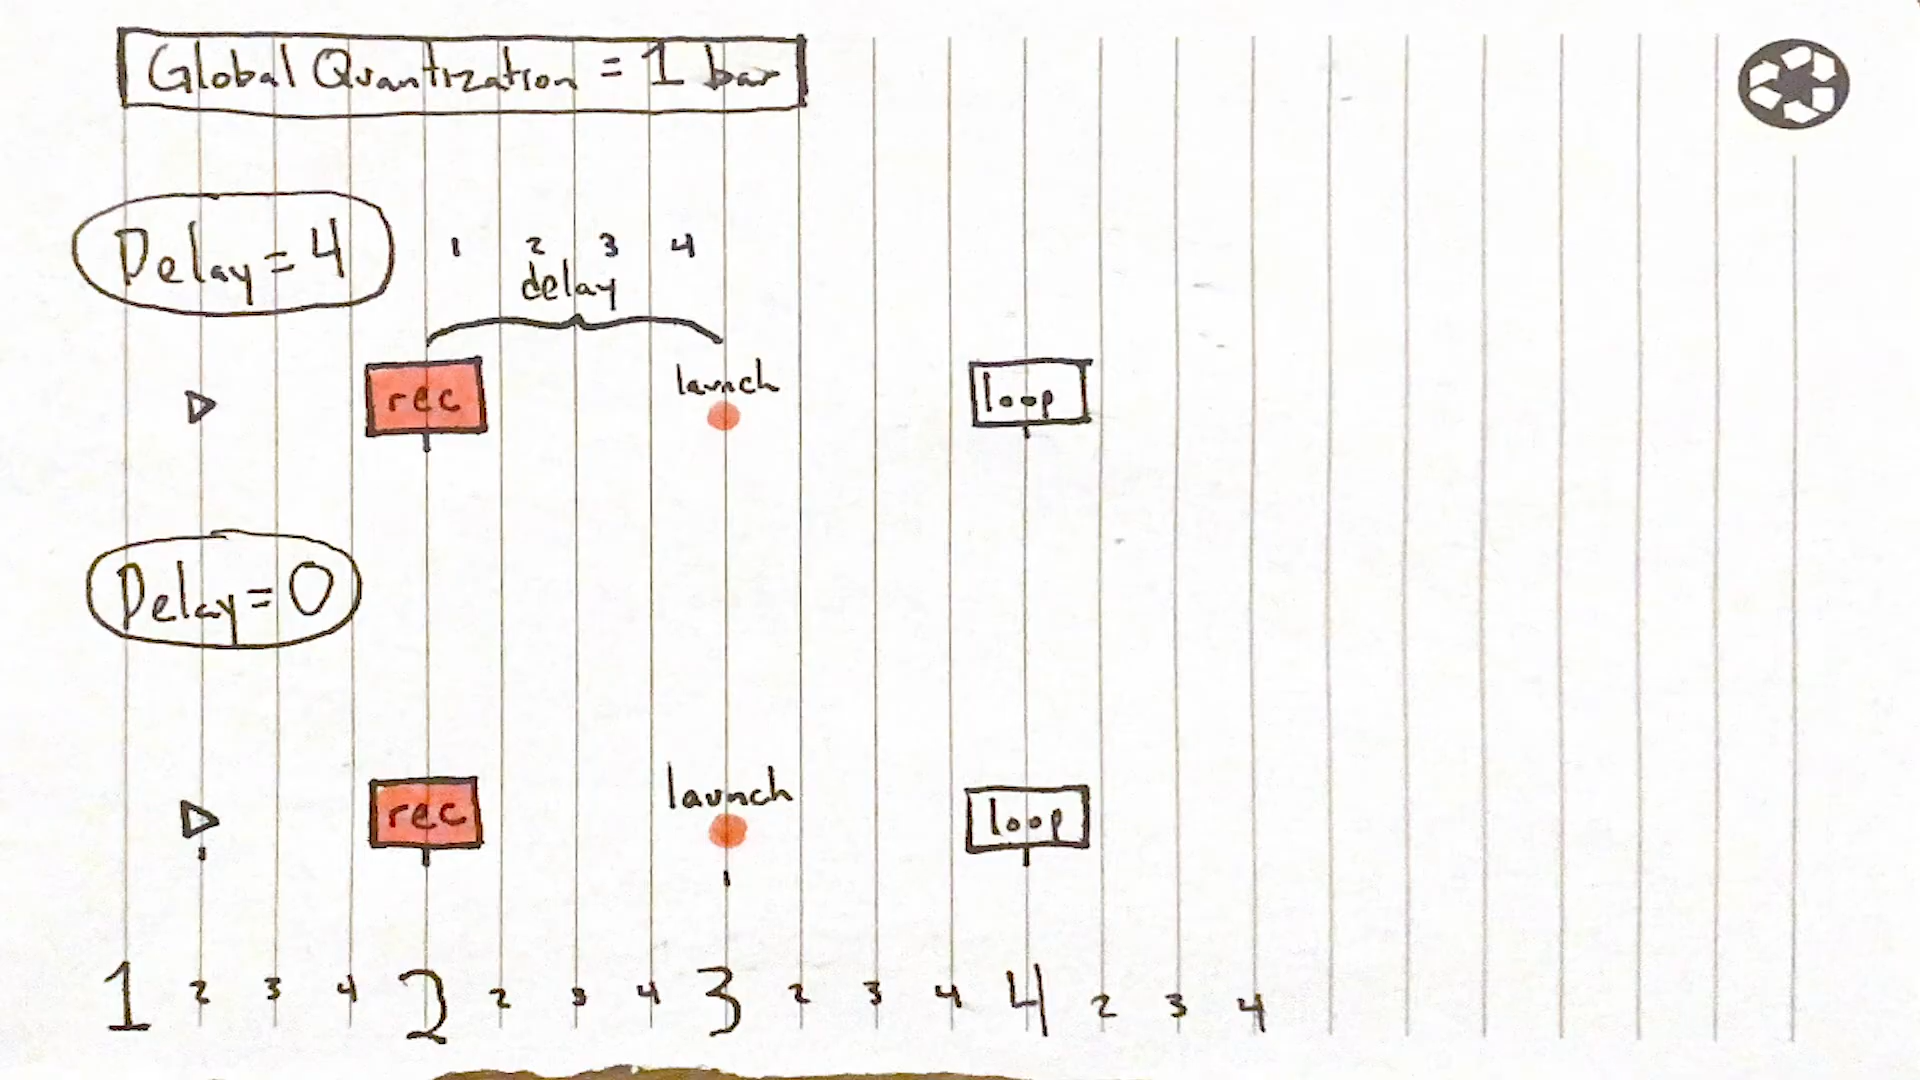 Global Quantization = 1 bar
Delay = 4
1 2 3 4
delay
rec
launch
loop
Delay = 0
rec
launch
loop
1 2 3 4 2 2 3 4 3 2 3 4 4 2 3 4